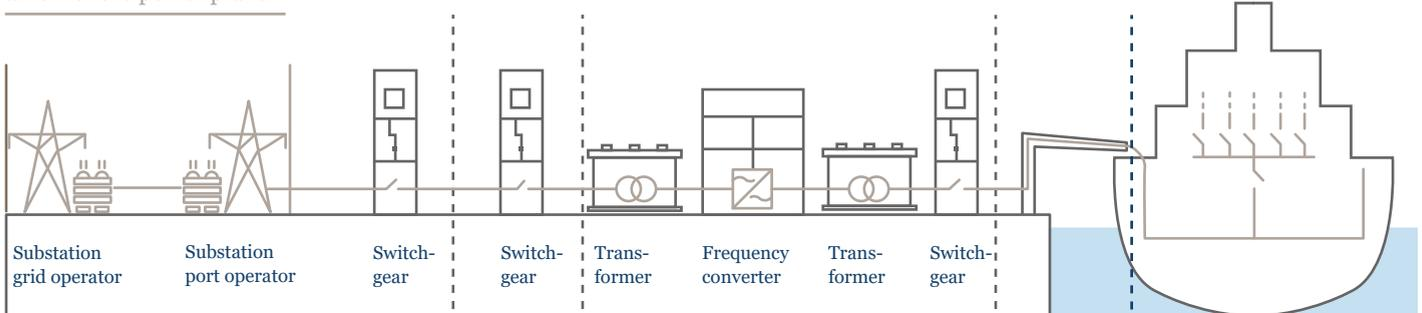 Substation
grid operator
Substation
port operator
Switch-
gear
Switch-
gear
Trans-
former
Frequency
converter
Trans-
former
Switch-
gear